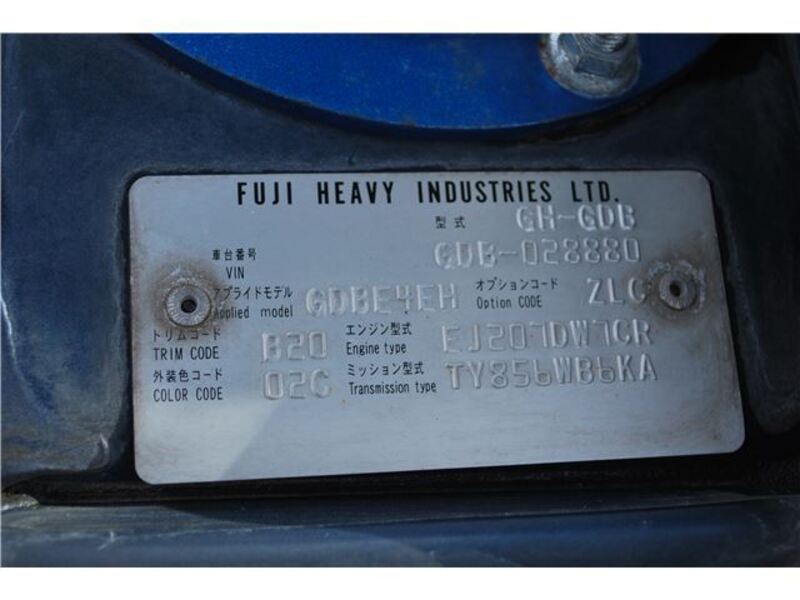 FUJI HEAVY INDUSTRIES LTD.
型式 GH-GDB
車台番号 VIN GDB-028880
アプライドモデル Applied model GDBE4EH オプションコード Option CODE ZLC
トリムコード TRIM CODE B20 エンジン型式 Engine type EJ207DW7CR
外装色コード COLOR CODE 02C ミッション型式 Transmission type TY856WB6KA